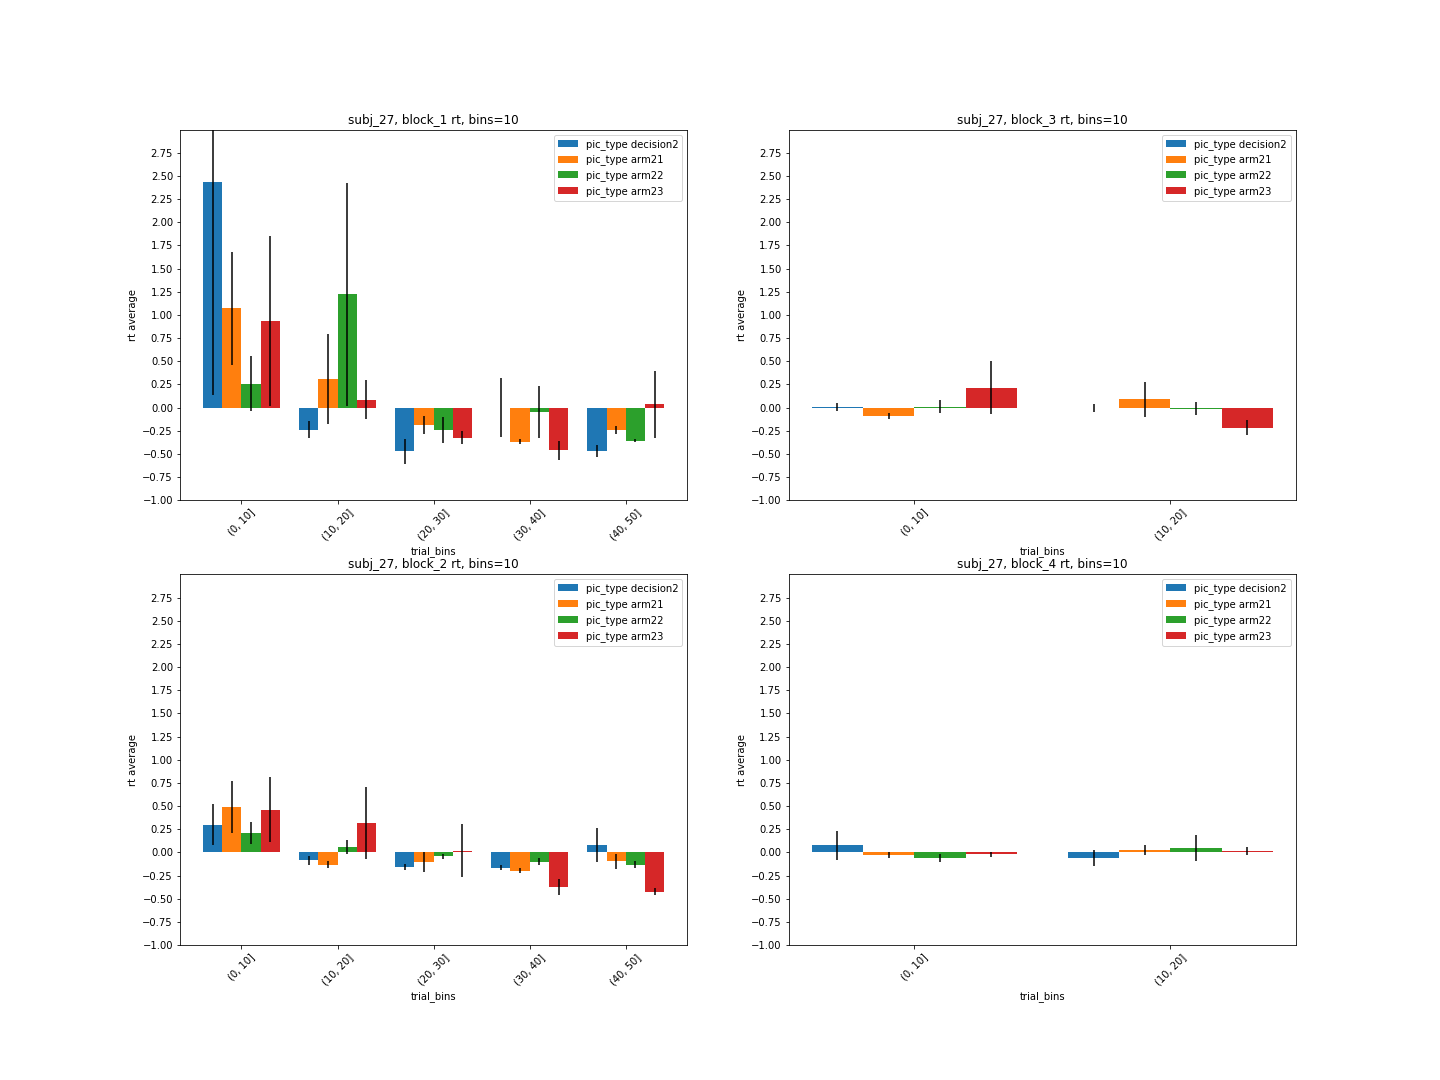 subj_27, block_1 rt, bins=10
2.75
2.50
2.25
2.00
1.75
1.50
1.25
1.00
0.75
0.50
0.25
0.00
−0.25
−0.50
−0.75
−1.00
rt average
pic_type decision2
pic_type arm21
pic_type arm22
pic_type arm23
(0, 10]
(10, 20]
(20, 30]
(30, 40]
(40, 50]
trial_bins
subj_27, block_3 rt, bins=10
2.75
2.50
2.25
2.00
1.75
1.50
1.25
1.00
0.75
0.50
0.25
0.00
−0.25
−0.50
−0.75
−1.00
rt average
pic_type decision2
pic_type arm21
pic_type arm22
pic_type arm23
(0, 10]
(10, 20]
trial_bins
subj_27, block_2 rt, bins=10
2.75
2.50
2.25
2.00
1.75
1.50
1.25
1.00
0.75
0.50
0.25
0.00
−0.25
−0.50
−0.75
−1.00
rt average
pic_type decision2
pic_type arm21
pic_type arm22
pic_type arm23
(0, 10]
(10, 20]
(20, 30]
(30, 40]
(40, 50]
trial_bins
subj_27, block_4 rt, bins=10
2.75
2.50
2.25
2.00
1.75
1.50
1.25
1.00
0.75
0.50
0.25
0.00
−0.25
−0.50
−0.75
−1.00
rt average
pic_type decision2
pic_type arm21
pic_type arm22
pic_type arm23
(0, 10]
(10, 20]
trial_bins